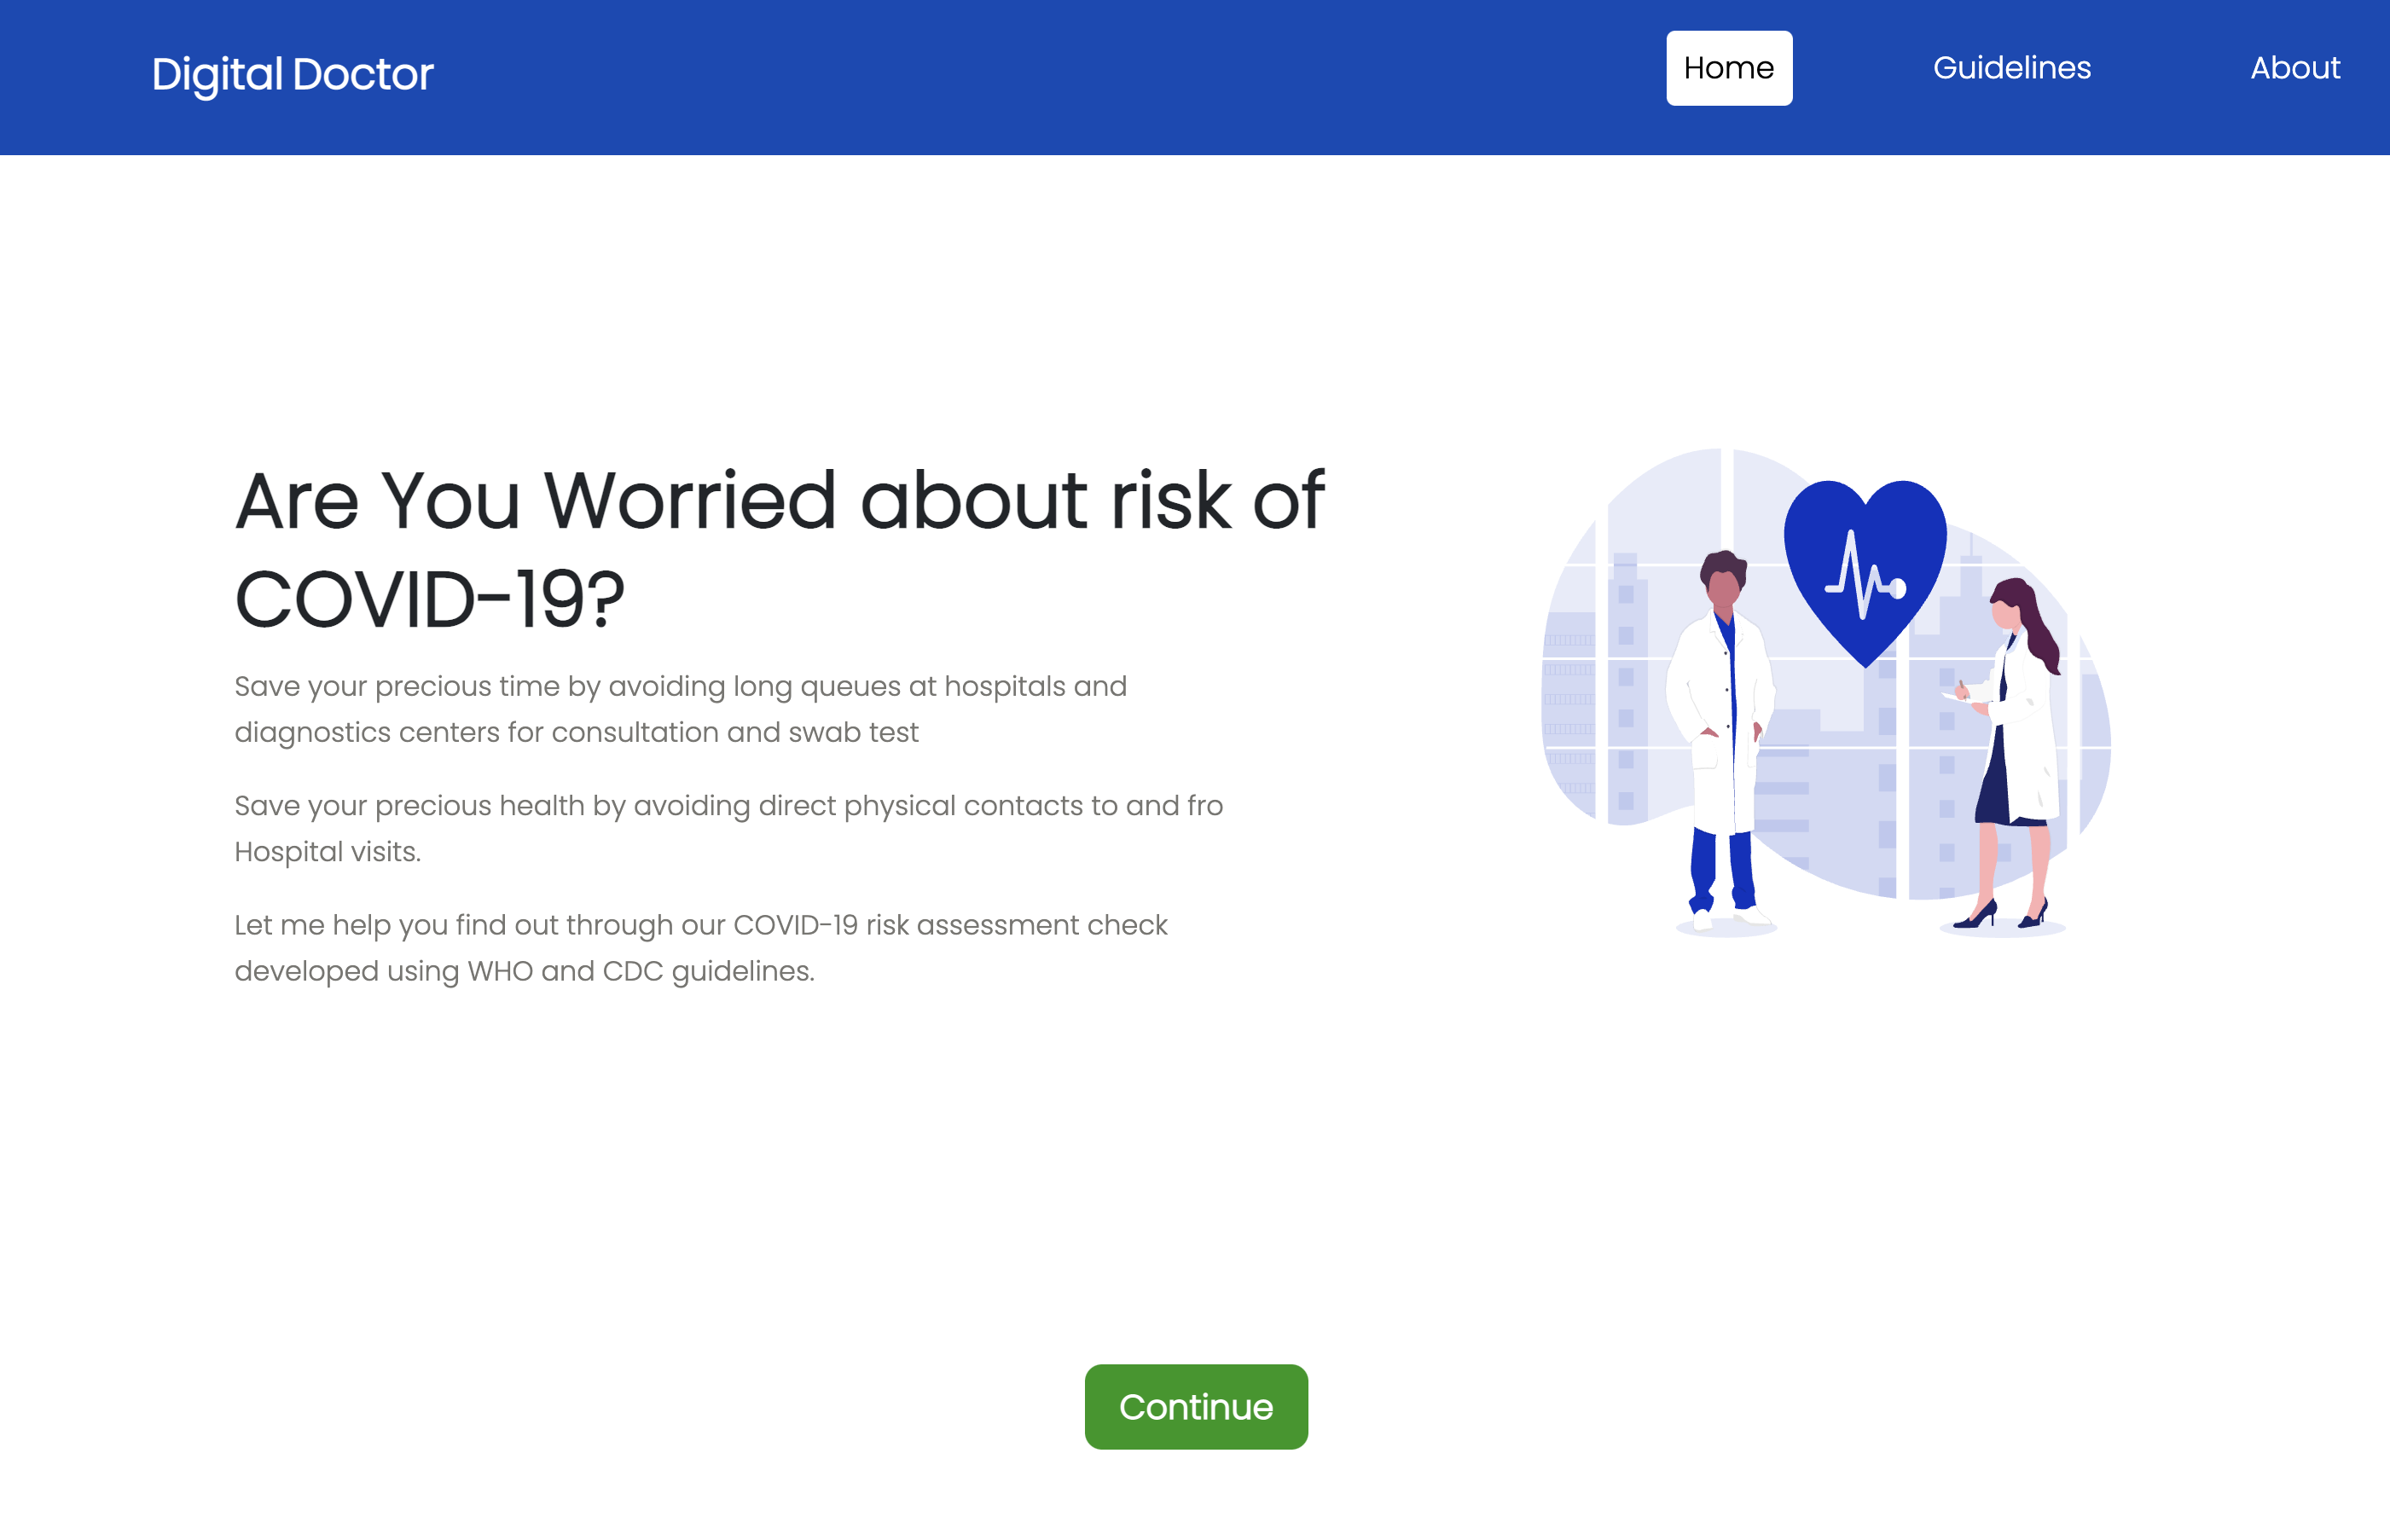 Digital Doctor
Home
Guidelines
About
Are You Worried about risk of
COVID-19?
Save your precious time by avoiding long queues at hospitals and
diagnostics centers for consultation and swab test
Save your precious health by avoiding direct physical contacts to and fro
Hospital visits.
Let me help you find out through our COVID-19 risk assessment check
developed using WHO and CDC guidelines.
Continue